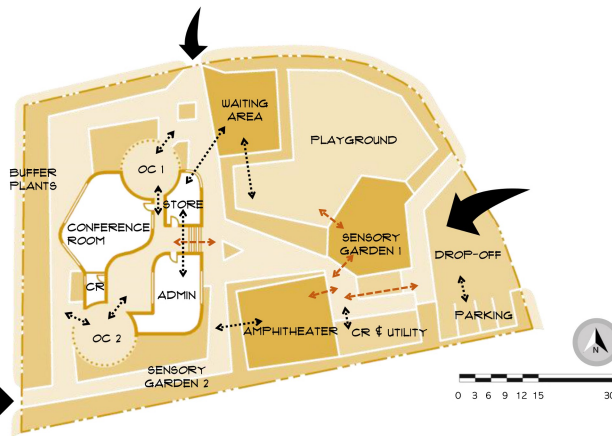 WAITING
AREA
PLAYGROUND
OC 1
BUFFER
PLANTS
STORE
CONFERENCE
ROOM
SENSORY
GARDEN 1
DROP-OFF
CR
ADMIN
PARKING
AMPHITHEATER
CR & UTILITY
OC 2
SENSORY
GARDEN 2
N
0 3 6 9 12 15 30